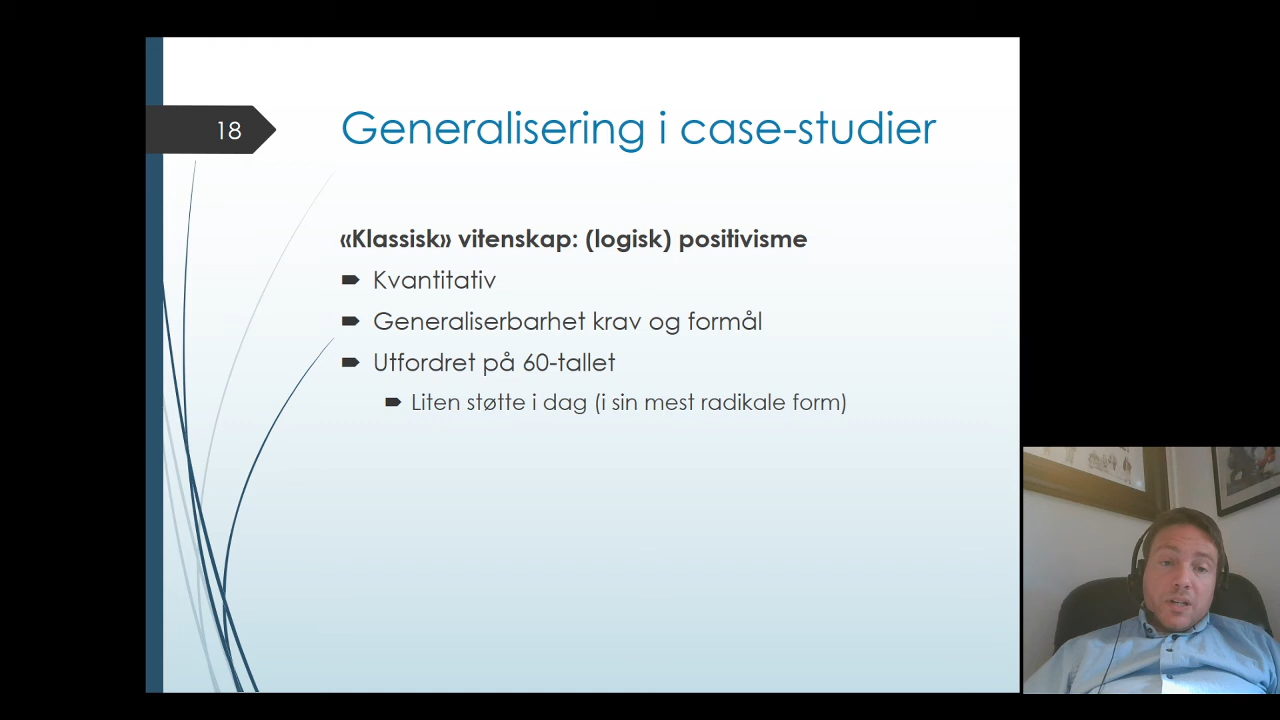 18
Generalisering i case-studier
«Klassisk» vitenskap: (logisk) positivisme
Kvantitativ
Generaliserbarhet krav og formål
Utfordret på 60-tallet
Liten støtte i dag (i sin mest radikale form)